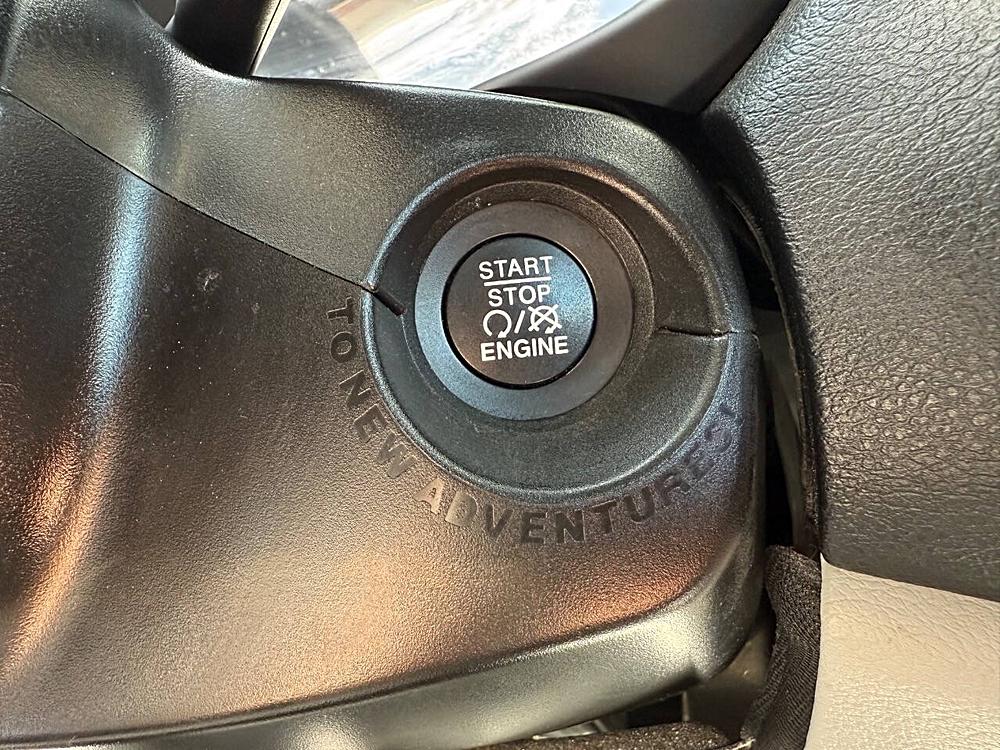 START
STOP
/
ENGINE
TO NEW ADVENTURES!